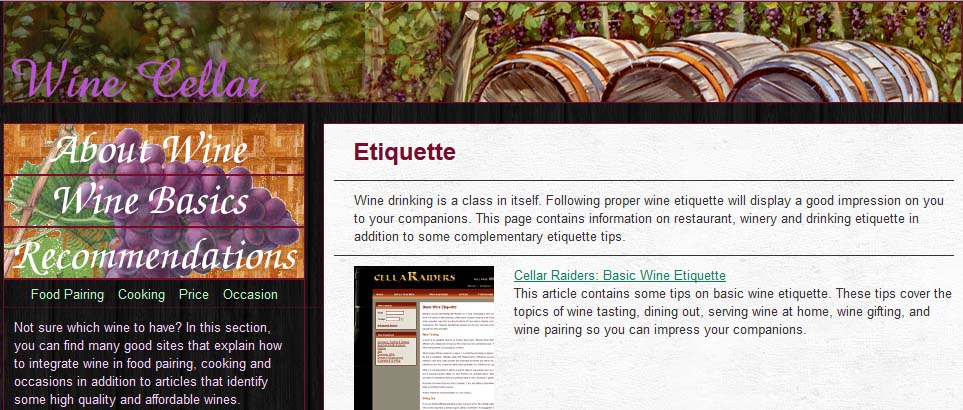 Wine Cellar
About Wine
Wine Basics
Recommendations
Food Pairing Cooking Price Occasion
Not sure which wine to have? In this section,
you can find many good sites that explain how
to integrate wine in food pairing, cooking and
occasions in addition to articles that identify
some high quality and affordable wines.
Etiquette
Wine drinking is a class in itself. Following proper wine etiquette will display a good impression on you
to your companions. This page contains information on restaurant, winery and drinking etiquette in
addition to some complementary etiquette tips.
CELLARAIDERS
Basic Wine Etiquette
Cellar Raiders: Basic Wine Etiquette
This article contains some tips on basic wine etiquette. These tips cover the
topics of wine tasting, dining out, serving wine at home, wine gifting, and
wine pairing so you can impress your companions.